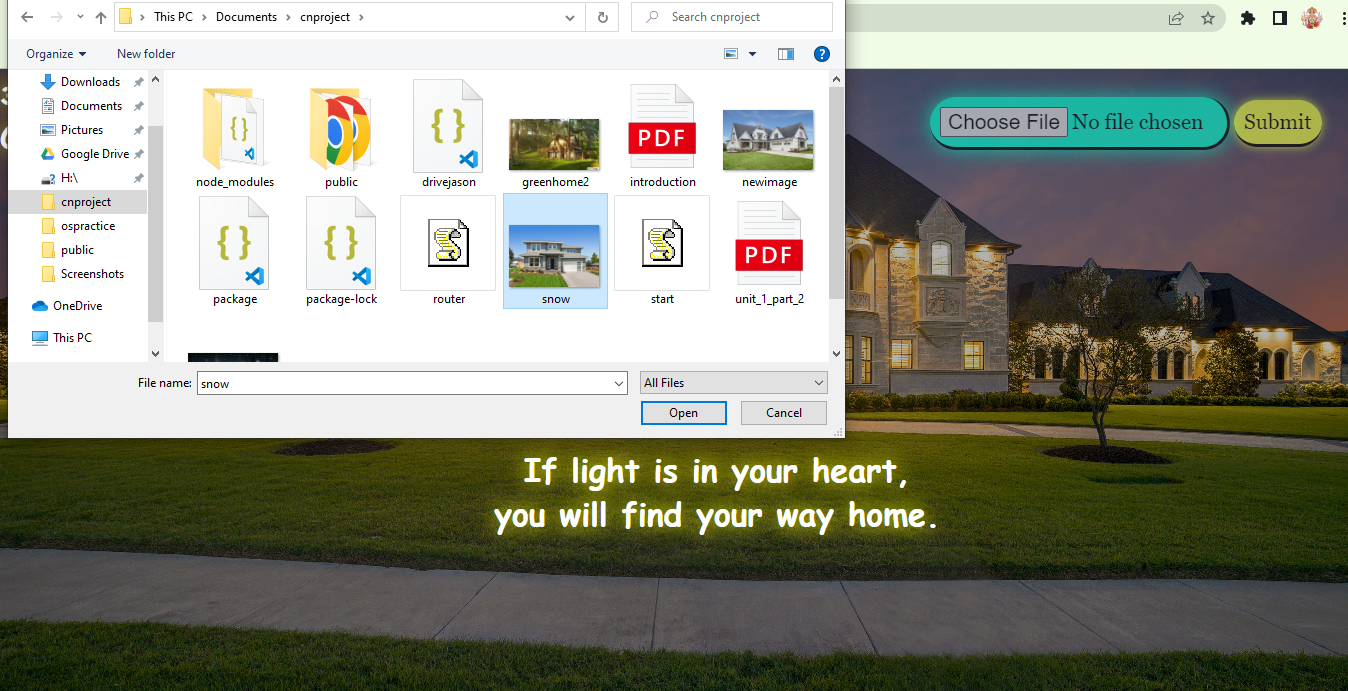 This PC > Documents > cnproject >
Search cnproject
Organize
New folder
Downloads
Documents
Pictures
Google Drive
H:\
cnproject
ospractice
public
Screenshots
OneDrive
This PC
node_modules
public
drivejason
greenhome2
PDF
introduction
newimage
package
package-lock
router
snow
start
PDF
unit_1_part_2
File name: snow
All Files
Open
Cancel
Choose File No file chosen
Submit
If light is in your heart,
you will find your way home.